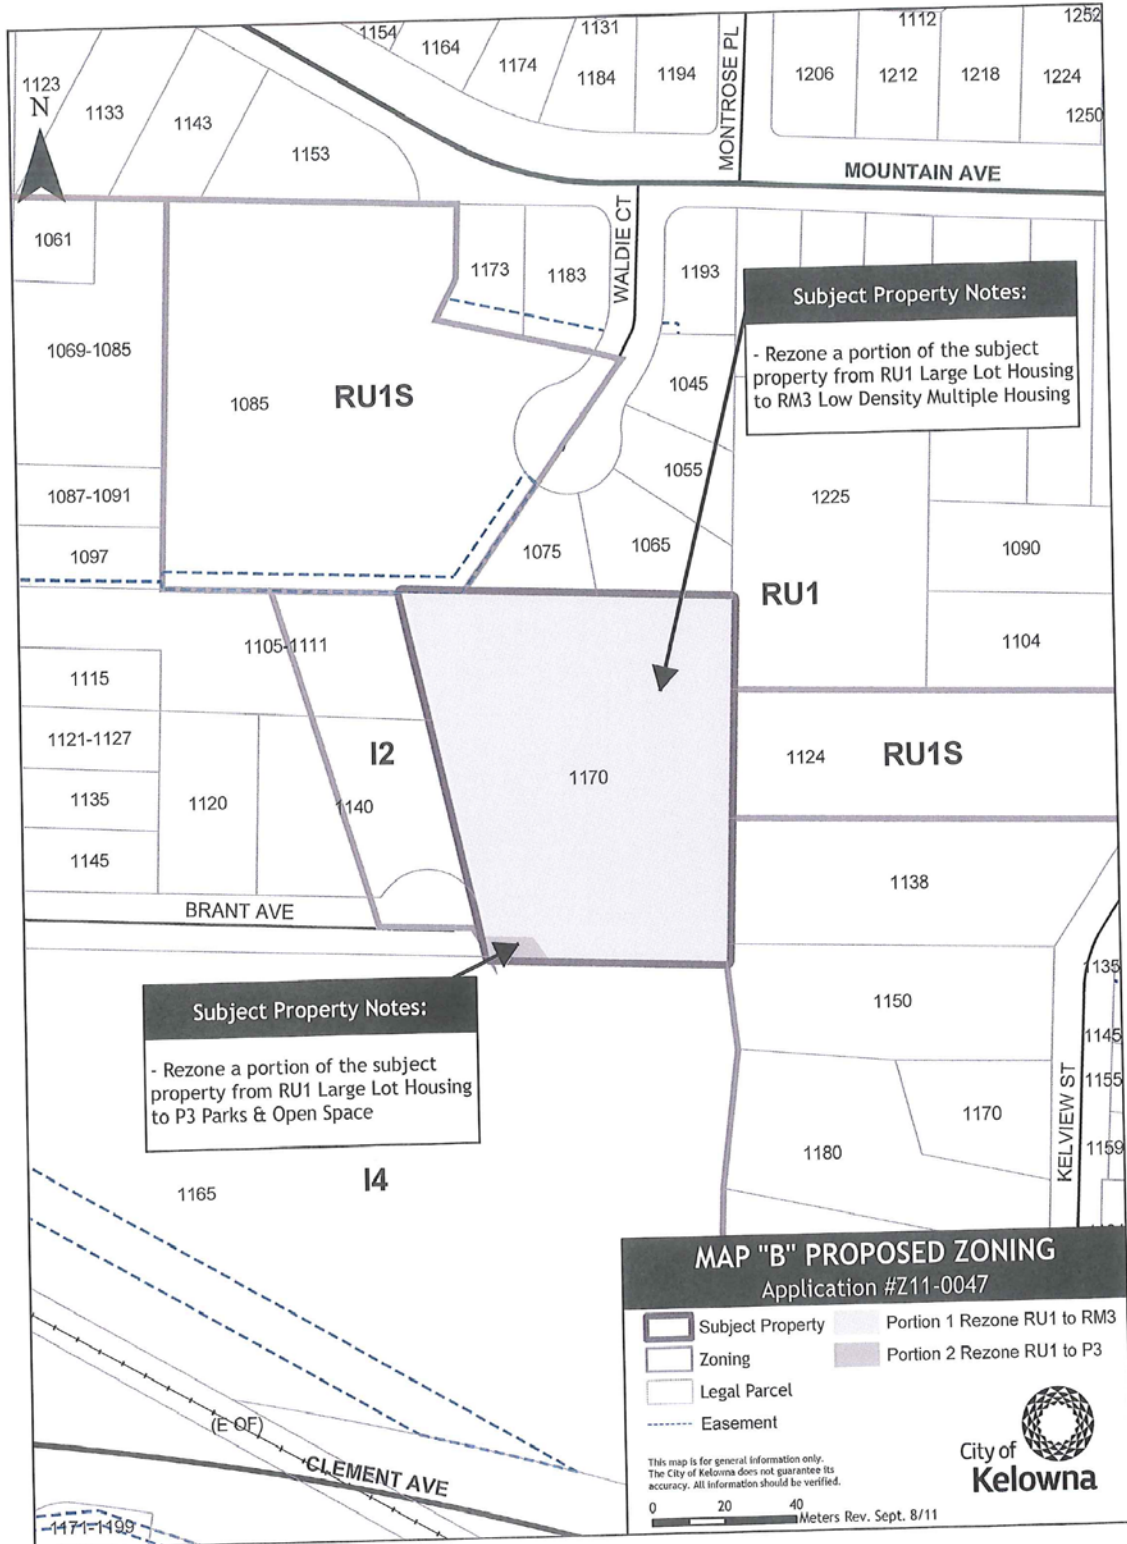 1154
1164
1174
1131
1184
1194
MONTROSE PL
1112
1252
1206
1212
1218
1224
1250
1123
1133
1143
1153
N
MOUNTAIN AVE
1061
1173
1183
WALDIE CT
1193
Subject Property Notes:
- Rezone a portion of the subject
property from RU1 Large Lot Housing
to RM3 Low Density Multiple Housing
1069-1085
1085
RU1S
1045
1055
1087-1091
1225
1097
1075
1065
1090
RU1
1105-1111
1104
1115
1121-1127
I2
1124
RU1S
1170
1135
1120
1140
1145
1138
BRANT AVE
1135
1150
1145
Subject Property Notes:
- Rezone a portion of the subject
property from RU1 Large Lot Housing
to P3 Parks & Open Space
KELVIEW ST
1155
1170
1180
1159
1165
I4
MAP "B" PROPOSED ZONING
Application #Z11-0047
Subject Property
Portion 1 Rezone RU1 to RM3
Zoning
Portion 2 Rezone RU1 to P3
Legal Parcel
Easement
(E OF)
CLEMENT AVE
1171-1199
This map is for general information only.
The City of Kelowna does not guarantee its
accuracy. All information should be verified.
0 20 40
Meters Rev. Sept. 8/11
City of
Kelowna